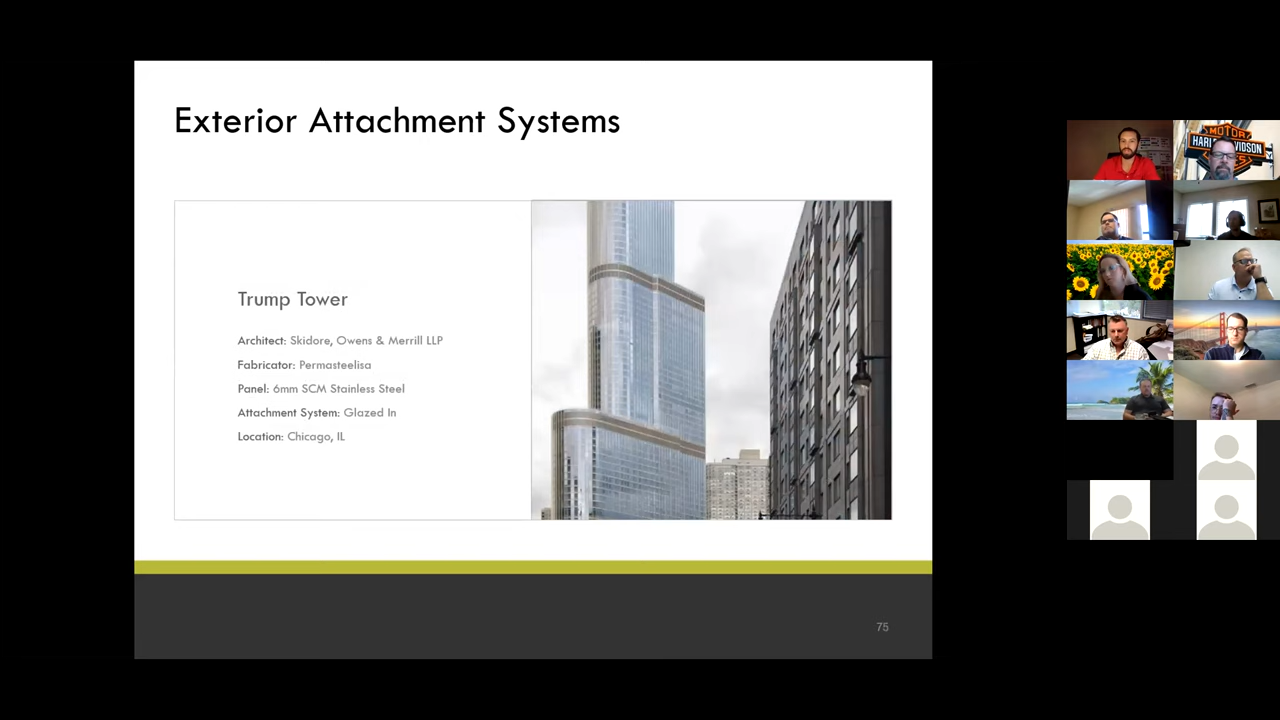 Exterior Attachment Systems
Trump Tower
Architect: Skidore, Owens & Merrill LLP
Fabricator: Permasteelisa
Panel: 6mm SCM Stainless Steel
Attachment System: Glazed In
Location: Chicago, IL
75
MOTOR